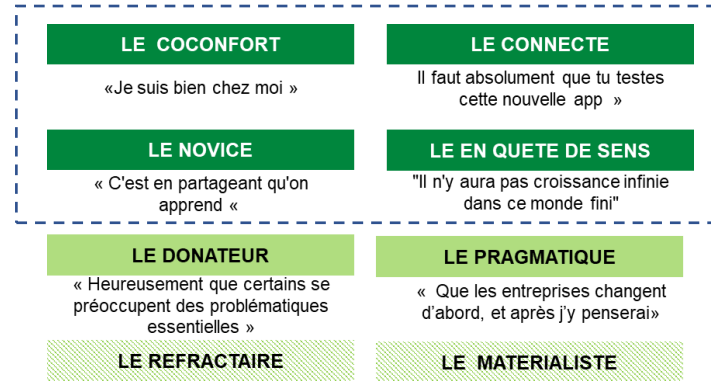 LE COCONFORT
«Je suis bien chez moi »
LE CONNECTE
Il faut absolument que tu testes
cette nouvelle app »
LE NOVICE
« C'est en partageant qu'on
apprend «
LE EN QUETE DE SENS
"Il n'y aura pas croissance infinie
dans ce monde fini"
LE DONATEUR
« Heureusement que certains se
préoccupent des problématiques
essentielles »
LE PRAGMATIQUE
« Que les entreprises changent
d'abord, et après j'y penserai»
LE REFRACTAIRE
LE MATERIALISTE